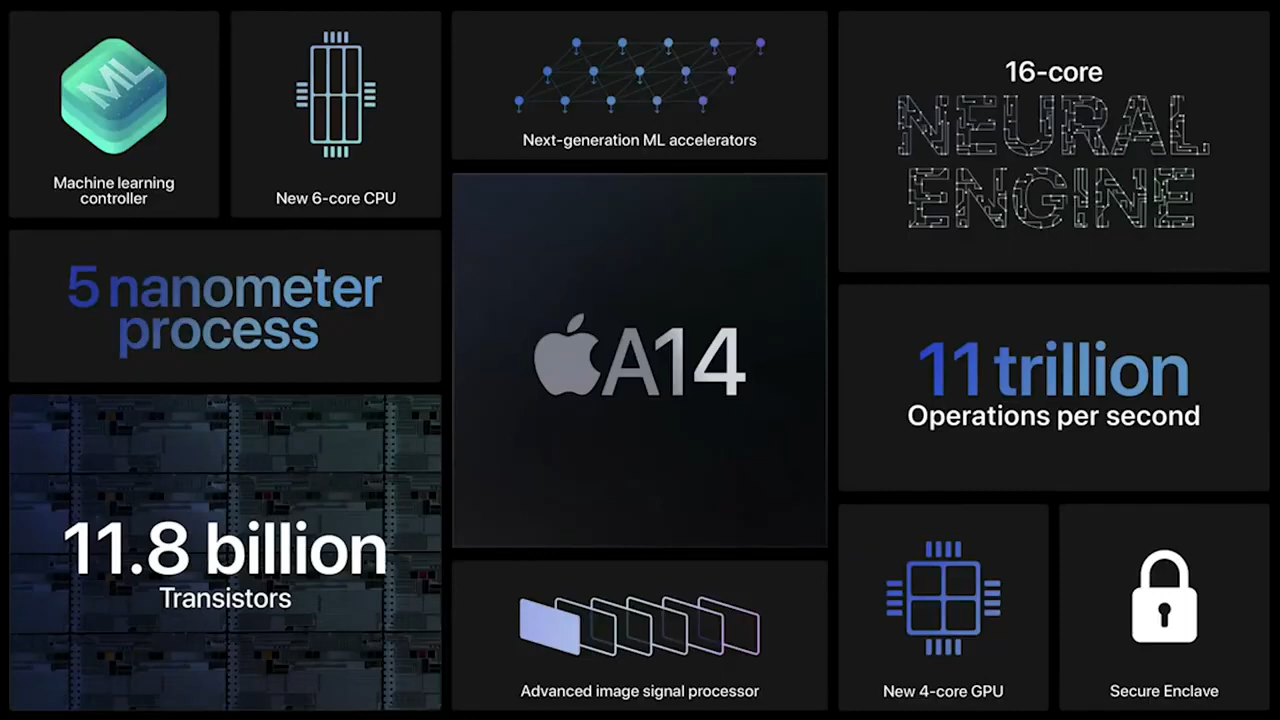 ML
Machine learning
controller
New 6-core CPU
Next-generation ML accelerators
16-core
NEURAL
ENGINE
5 nanometer
process
A14
11 trillion
Operations per second
11.8 billion
Transistors
Advanced image signal processor
New 4-core GPU
Secure Enclave